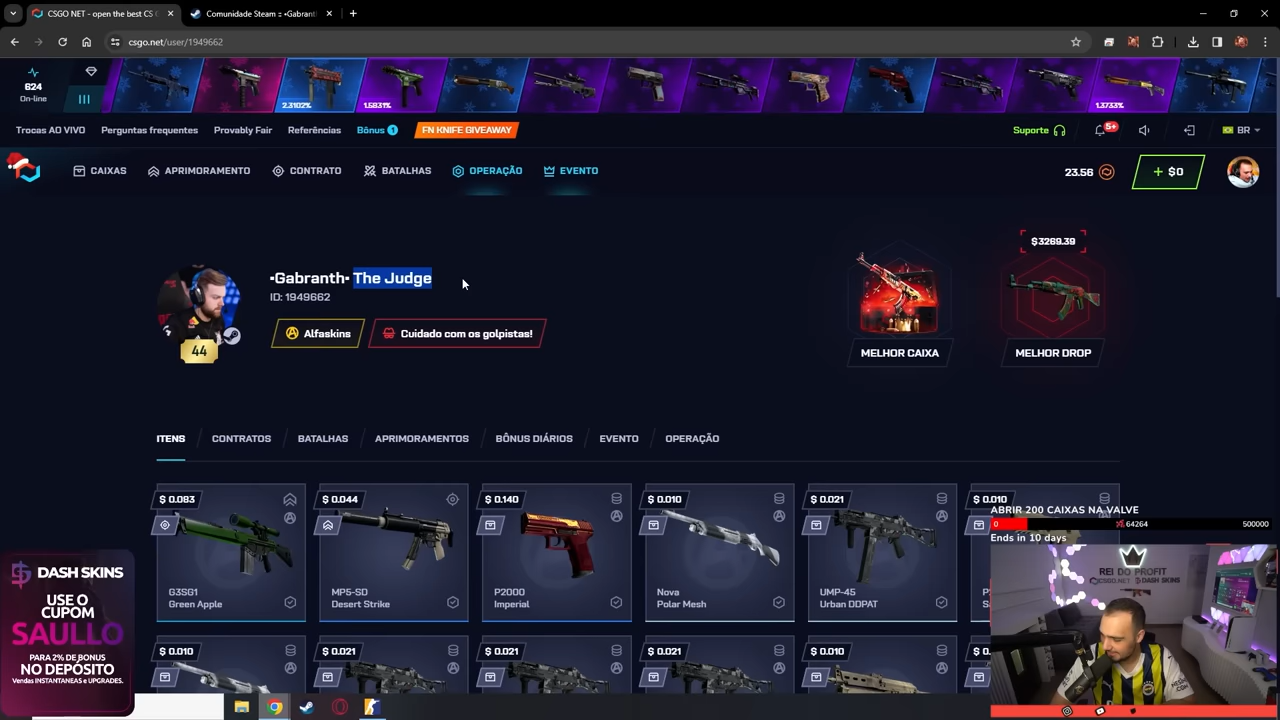 CSGO NET - open the best CS
Comunidade Steam :: •Gabranth
csgo.net/user/1949662
624
On-line
2.3102%
1.5831%
1.3733%
Trocas AO VIVO
Perguntas frequentes
Provably Fair
Referências
Bônus 1
FN KNIFE GIVEAWAY
Suporte
5+
BR
CAIXAS
APRIMORAMENTO
CONTRATO
BATALHAS
OPERAÇÃO
EVENTO
23.56
+ $0
•Gabranth• The Judge
ID: 1949662
44
Alfaskins
Cuidado com os golpistas!
MELHOR CAIXA
$3269.39
MELHOR DROP
ITENS
CONTRATOS
BATALHAS
APRIMORAMENTOS
BÔNUS DIÁRIOS
EVENTO
OPERAÇÃO
$ 0.083
G3SG1
Green Apple
$ 0.044
MP5-SD
Desert Strike
$ 0.140
P2000
Imperial
$ 0.010
Nova
Polar Mesh
$ 0.021
UMP-45
Urban DDPAT
$ 0.010
$ 0.010
$ 0.021
$ 0.021
$ 0.021
$ 0.010
ABRIR 200 CAIXAS NA VALVE
0
64264
500000
Ends in 10 days
REI DO PROFIT
CSGO.NET
DASH SKINS
DASH SKINS
USE O
CUPOM
SAULLO
PARA 2% DE BONUS
NO DEPÓSITO
Vendas INSTANTANEAS e UPGRADES.